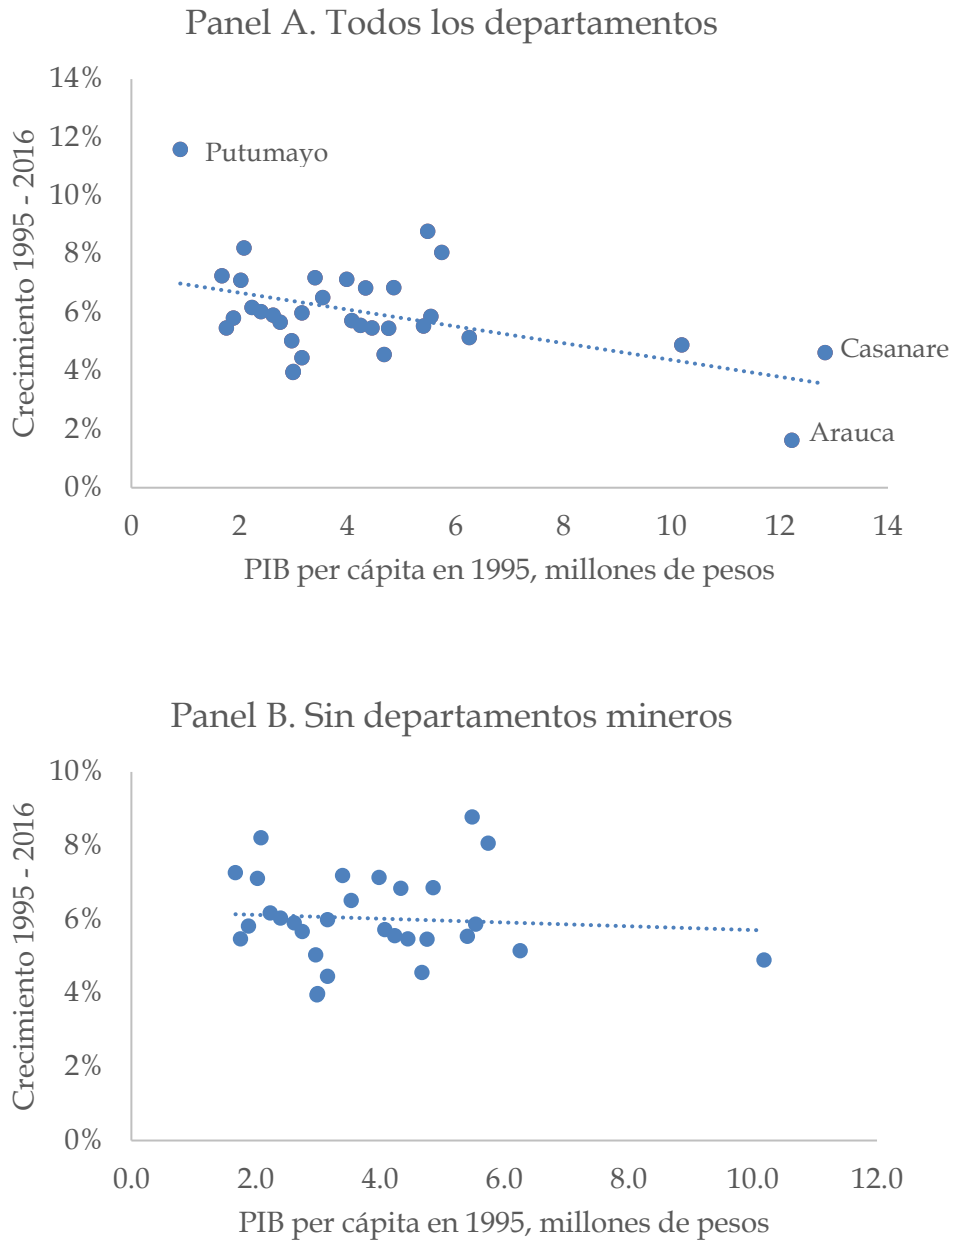 Panel A. Todos los departamentos
14%
12%
10%
8%
6%
4%
2%
0%
Crecimiento 1995 - 2016
Putumayo
Casanare
Arauca
0 2 4 6 8 10 12 14
PIB per cápita en 1995, millones de pesos
Panel B. Sin departamentos mineros
10%
8%
6%
4%
2%
0%
Crecimiento 1995 - 2016
0.0 2.0 4.0 6.0 8.0 10.0 12.0
PIB per cápita en 1995, millones de pesos